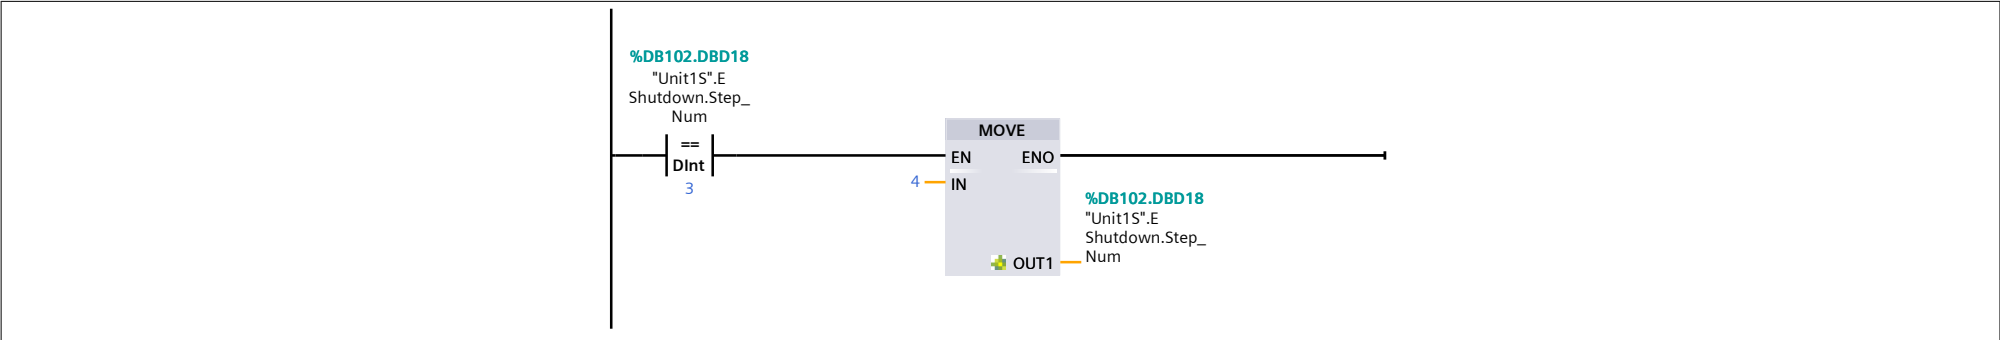 %DB102.DBD18
"Unit1S".E
Shutdown.Step_
Num
==
DInt
3
MOVE
EN ENO
4 IN
%DB102.DBD18
"Unit1S".E
Shutdown.Step_
Num
OUT1